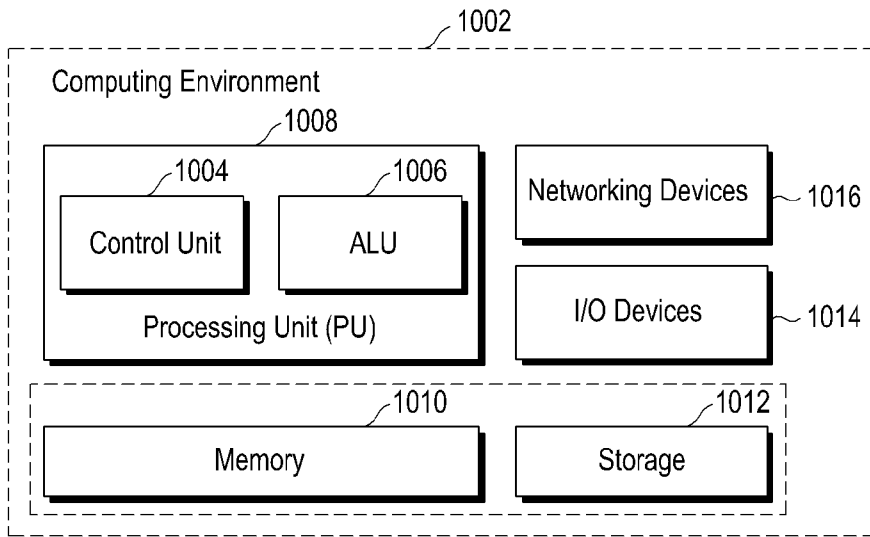 1002
Computing Environment
1008
1004
1006
Control Unit
ALU
Processing Unit (PU)
Networking Devices
1016
I/O Devices
1014
1010
Memory
1012
Storage